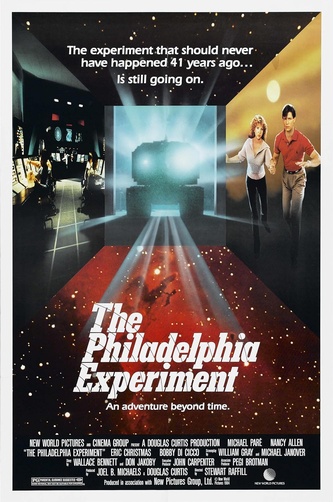 The experiment that should never
have happened 41 years ago...
Is still going on.
The
Philadelphia
Experiment
An adventure beyond time.
NEW WORLD PICTURES AND CINEMA GROUP PRESENT A DOUGLAS CURTIS PRODUCTION MICHAEL PARÉ NANCY ALLEN
"THE PHILADELPHIA EXPERIMENT" ERIC CHRISTMAS BOBBY DI CICCO WILLIAM GRAY AND MICHAEL JANOVER
WALLACE BENNETT AND DON JAKOBY JOHN CARPENTER PEGI BROTMAN
JOEL B. MICHAELS AND DOUGLAS CURTIS STEWART RAFFILL
Produced in association with New Pictures Group, Ltd.
PG
NEW WORLD PICTURES